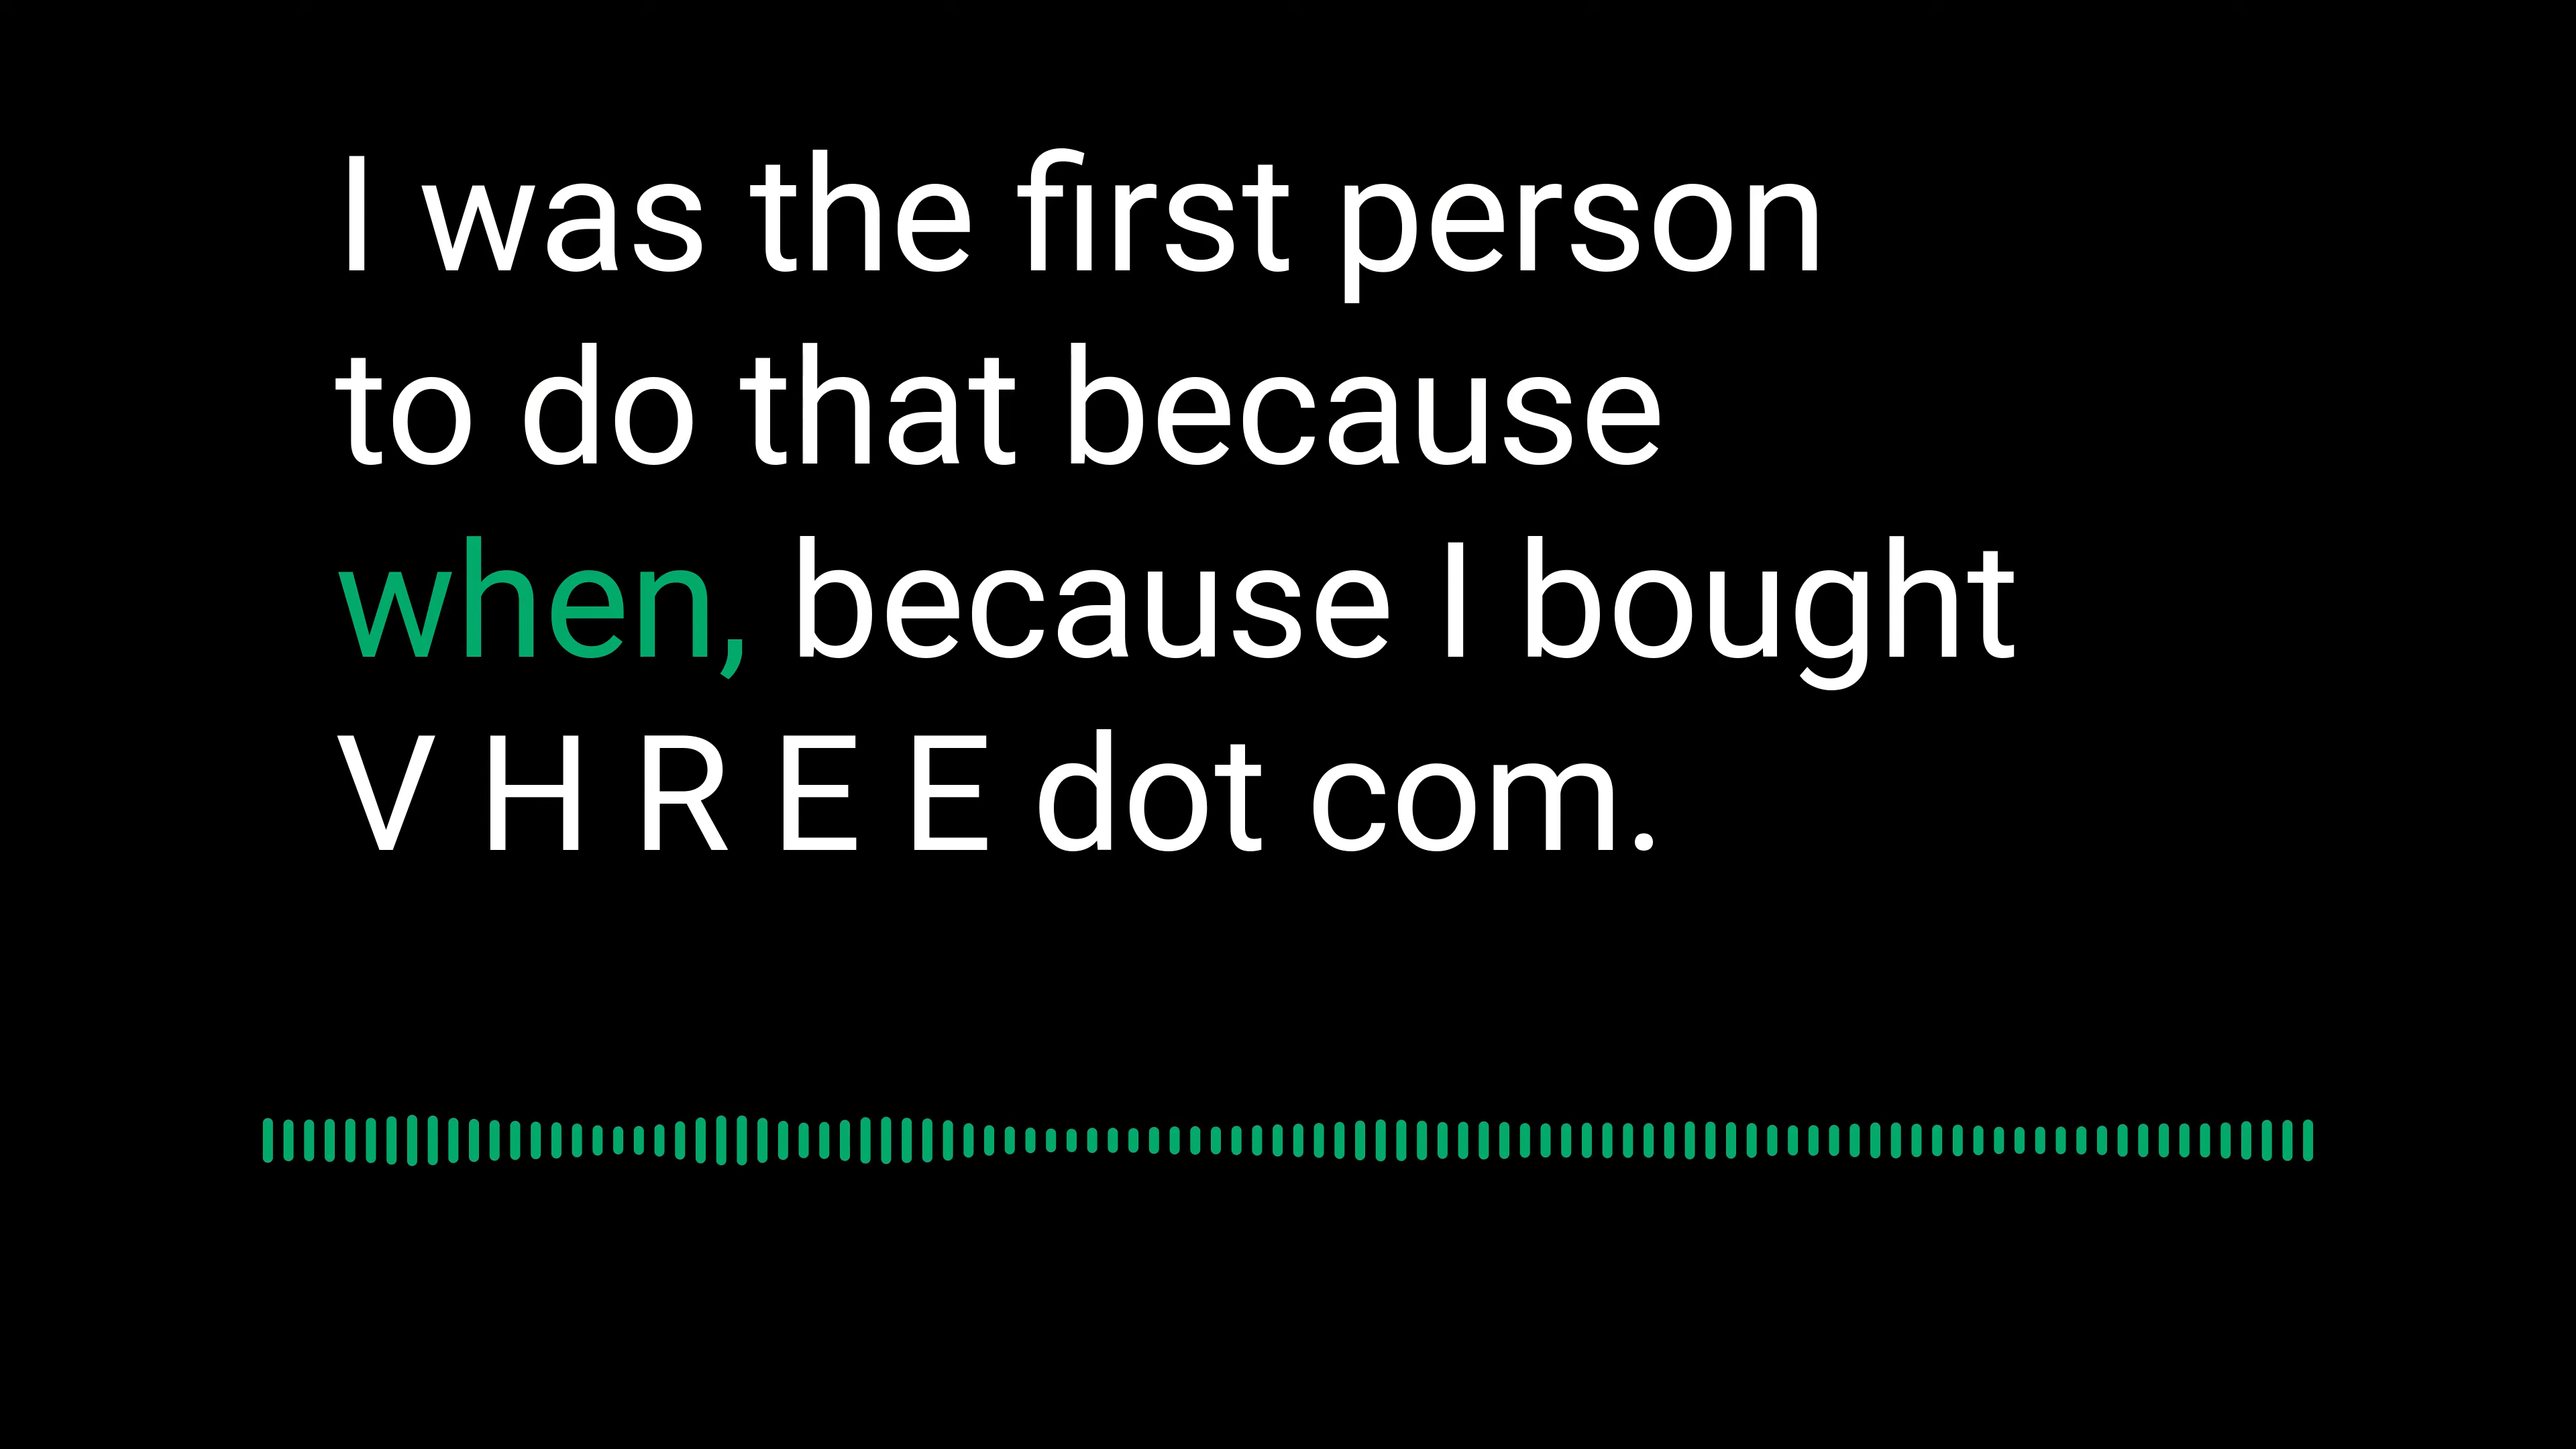 I was the first person
to do that because
when, because I bought
V H R E E dot com.